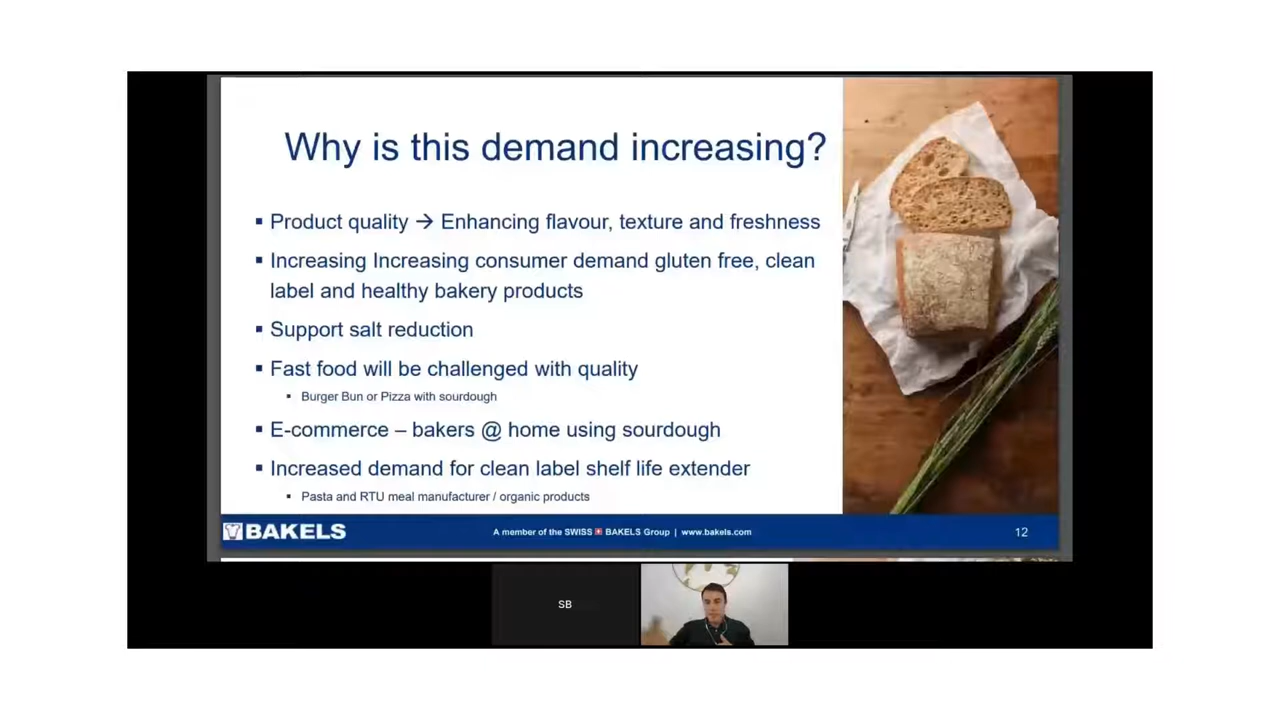 Why is this demand increasing?
▪ Product quality → Enhancing flavour, texture and freshness
▪ Increasing Increasing consumer demand gluten free, clean
label and healthy bakery products
▪ Support salt reduction
▪ Fast food will be challenged with quality
▪ Burger Bun or Pizza with sourdough
▪ E-commerce – bakers @ home using sourdough
▪ Increased demand for clean label shelf life extender
▪ Pasta and RTU meal manufacturer / organic products
BAKELS
A member of the SWISS BAKELS Group | www.bakels.com
12
SB